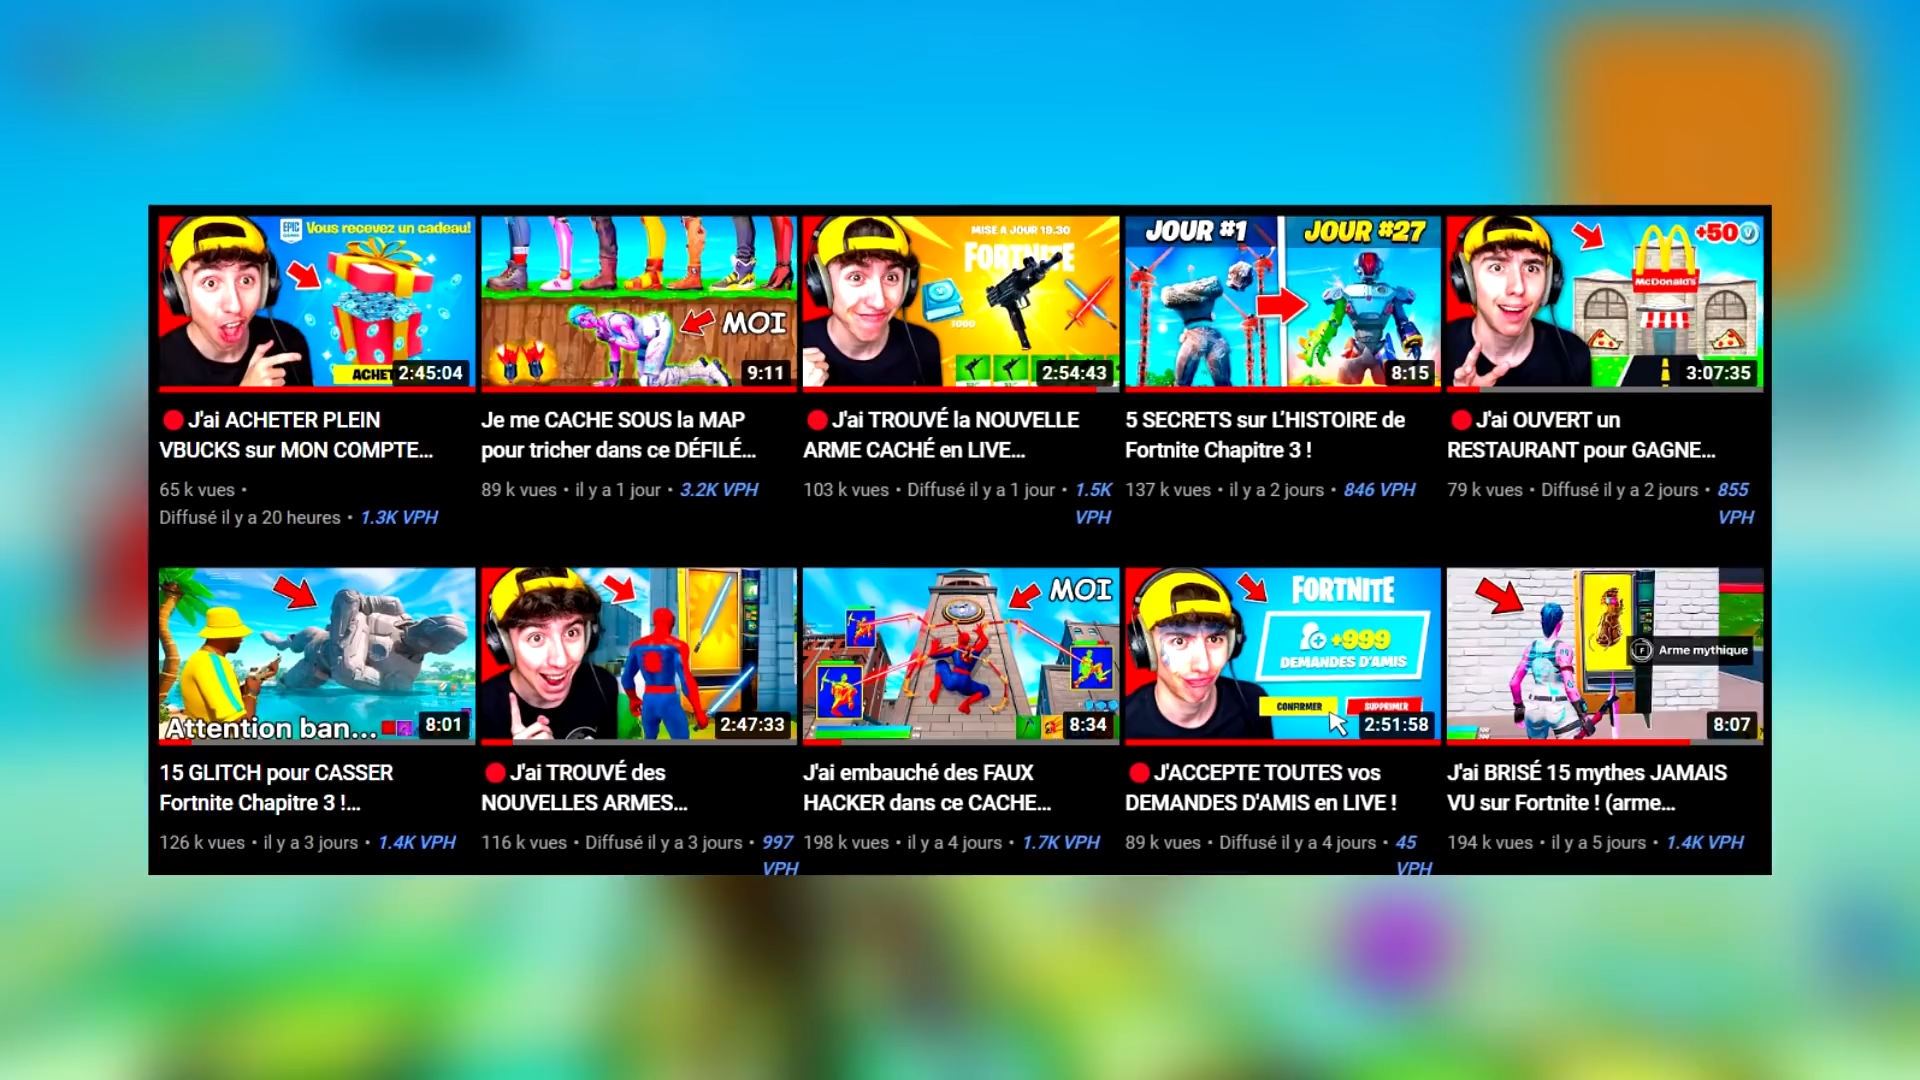 EPIC GAMES
Vous recevez un cadeau!
ACHET
2:45:04
J'ai ACHETER PLEIN
VBUCKS sur MON COMPTE...
65 k vues •
Diffusé il y a 20 heures • 1.3K VPH
MOI
9:11
Je me CACHE SOUS la MAP
pour tricher dans ce DÉFILÉ...
89 k vues • il y a 1 jour • 3.2K VPH
MISE A JOUR 19.30
FORTNITE
1000
2:54:43
J'ai TROUVÉ la NOUVELLE
ARME CACHÉ en LIVE...
103 k vues • Diffusé il y a 1 jour • 1.5K
VPH
JOUR #1
JOUR #27
8:15
5 SECRETS sur L'HISTOIRE de
Fortnite Chapitre 3 !
137 k vues • il y a 2 jours • 846 VPH
+50
McDonald's
3:07:35
J'ai OUVERT un
RESTAURANT pour GAGNE...
79 k vues • Diffusé il y a 2 jours • 855
VPH
Attention ban...
8:01
15 GLITCH pour CASSER
Fortnite Chapitre 3 !...
126 k vues • il y a 3 jours • 1.4K VPH
2:47:33
J'ai TROUVÉ des
NOUVELLES ARMES...
116 k vues • Diffusé il y a 3 jours • 997
VPH
MOI
8:34
J'ai embauché des FAUX
HACKER dans ce CACHE...
198 k vues • il y a 4 jours • 1.7K VPH
FORTNITE
+999
DEMANDES D'AMIS
CONFIRMER
SUPPRIMER
2:51:58
J'ACCEPTE TOUTES vos
DEMANDES D'AMIS en LIVE !
89 k vues • Diffusé il y a 4 jours • 45
VPH
F Arme mythique
8:07
J'ai BRISÉ 15 mythes JAMAIS
VU sur Fortnite ! (arme...
194 k vues • il y a 5 jours • 1.4K VPH